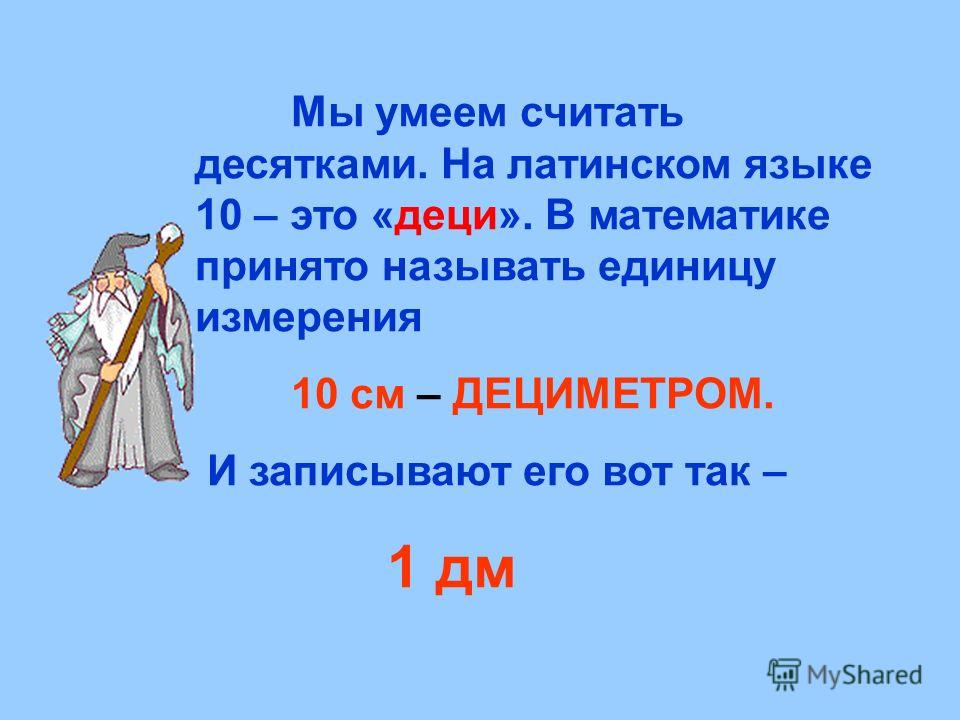 Мы умеем считать
десятками. На латинском языке
10 – это «деци». В математике
принято называть единицу
измерения
10 см – ДЕЦИМЕТРОМ.
И записывают его вот так –
1 дм
MyShared